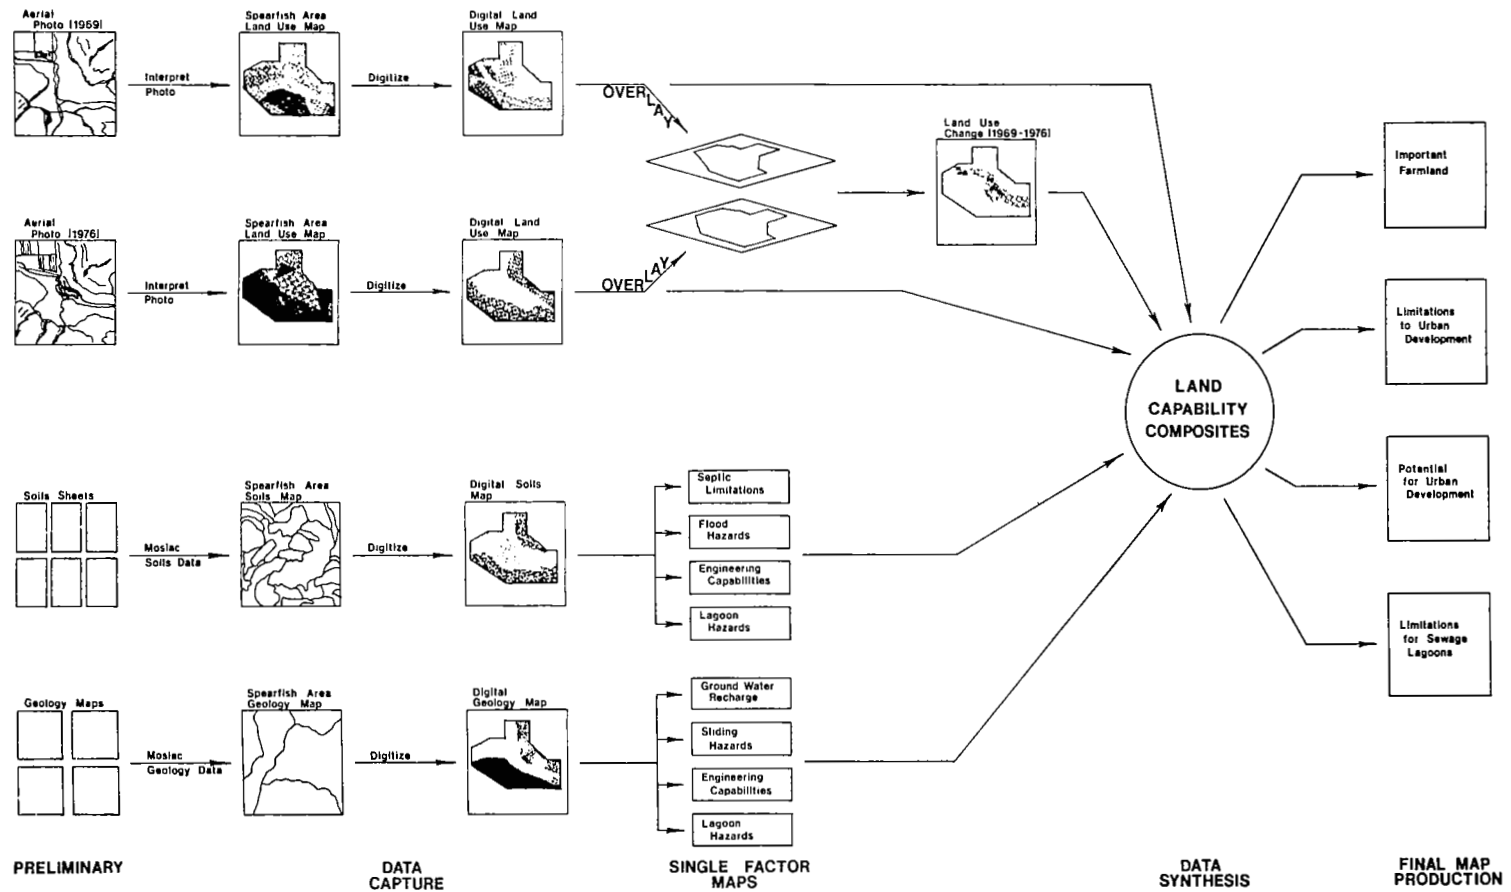 Aerial
Photo [1969]
Interpret
Photo
Spearfish Area
Land Use Map
Digitize
Digital Land
Use Map
OVERLAY
Land Use
Change [1969-1976]
Aerial
Photo [1976]
Interpret
Photo
Spearfish Area
Land Use Map
Digitize
Digital Land
Use Map
OVERLAY
Soils Sheets
Mosiac
Soils Data
Spearfish Area
Soils Map
Digitize
Digital Soils
Map
Septic
Limitations
Flood
Hazards
Engineering
Capabilities
Lagoon
Hazards
Geology Maps
Mosiac
Geology Data
Spearfish Area
Geology Map
Digitize
Digital
Geology Map
Ground Water
Recharge
Sliding
Hazards
Engineering
Capabilities
Lagoon
Hazards
LAND
CAPABILITY
COMPOSITES
Important
Farmland
Limitations
to Urban
Development
Potential
for Urban
Development
Limitations
for Sewage
Lagoons
PRELIMINARY
DATA
CAPTURE
SINGLE FACTOR
MAPS
DATA
SYNTHESIS
FINAL MAP
PRODUCTION